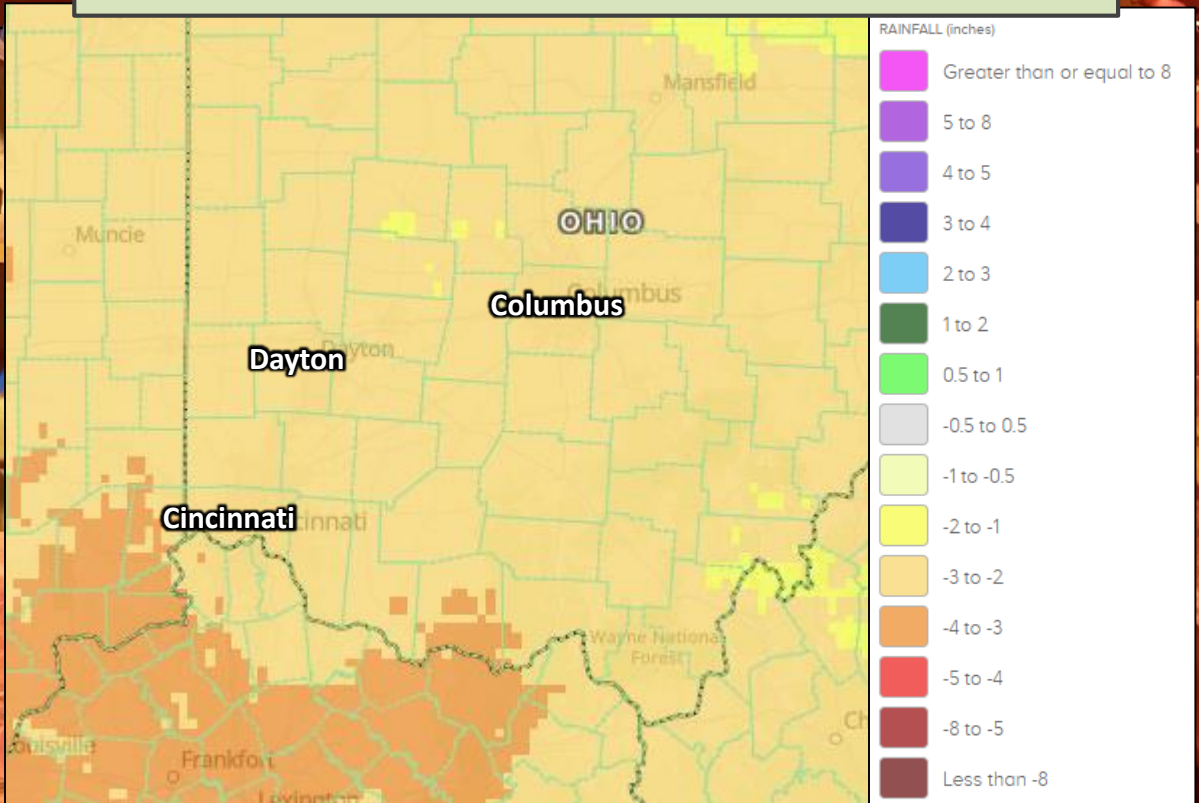 RAINFALL (inches)
Greater than or equal to 8
5 to 8
4 to 5
3 to 4
2 to 3
1 to 2
0.5 to 1
-0.5 to 0.5
-1 to -0.5
-2 to -1
-3 to -2
-4 to -3
-5 to -4
-8 to -5
Less than -8
Mansfield
Muncie
OHIO
Columbus
Columbus
Dayton
Dayton
Cincinnati
Cincinnati
Wayne National
Forest
Louisville
Frankfort
Lexington